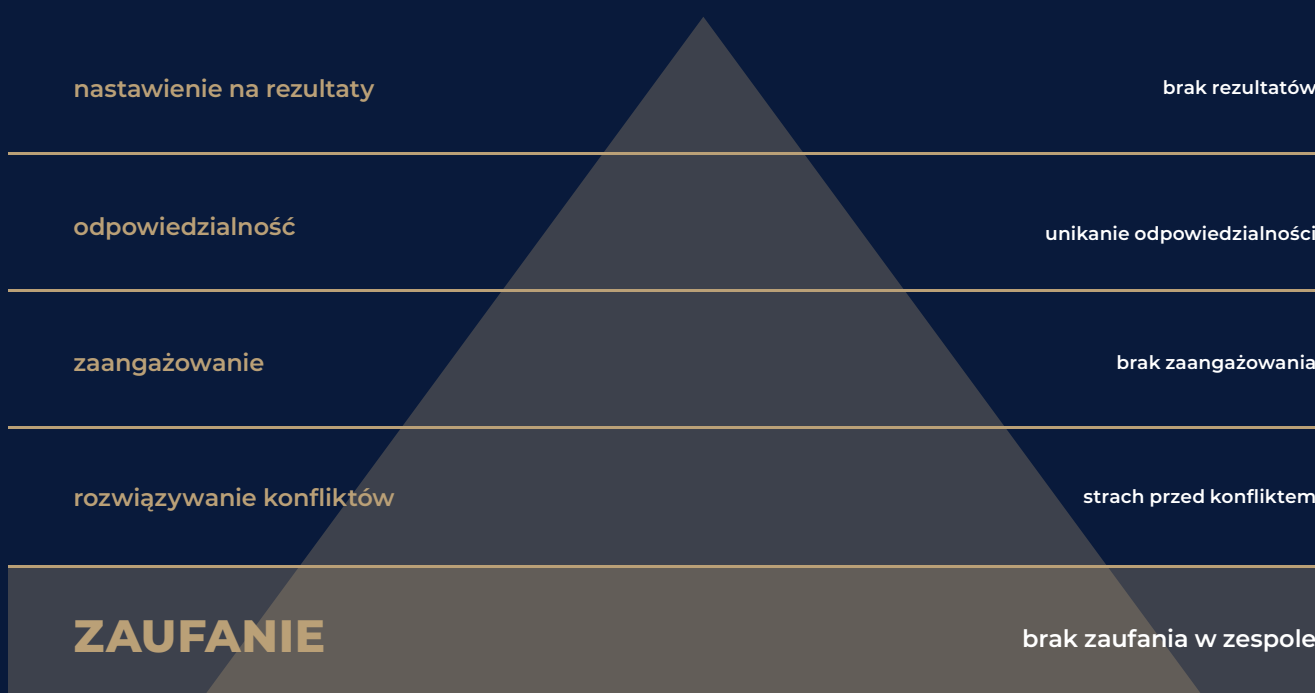 nastawienie na rezultaty
brak rezultatów
odpowiedzialność
unikanie odpowiedzialności
zaangażowanie
brak zaangażowania
rozwiązywanie konfliktów
strach przed konfliktem
ZAUFANIE
brak zaufania w zespole